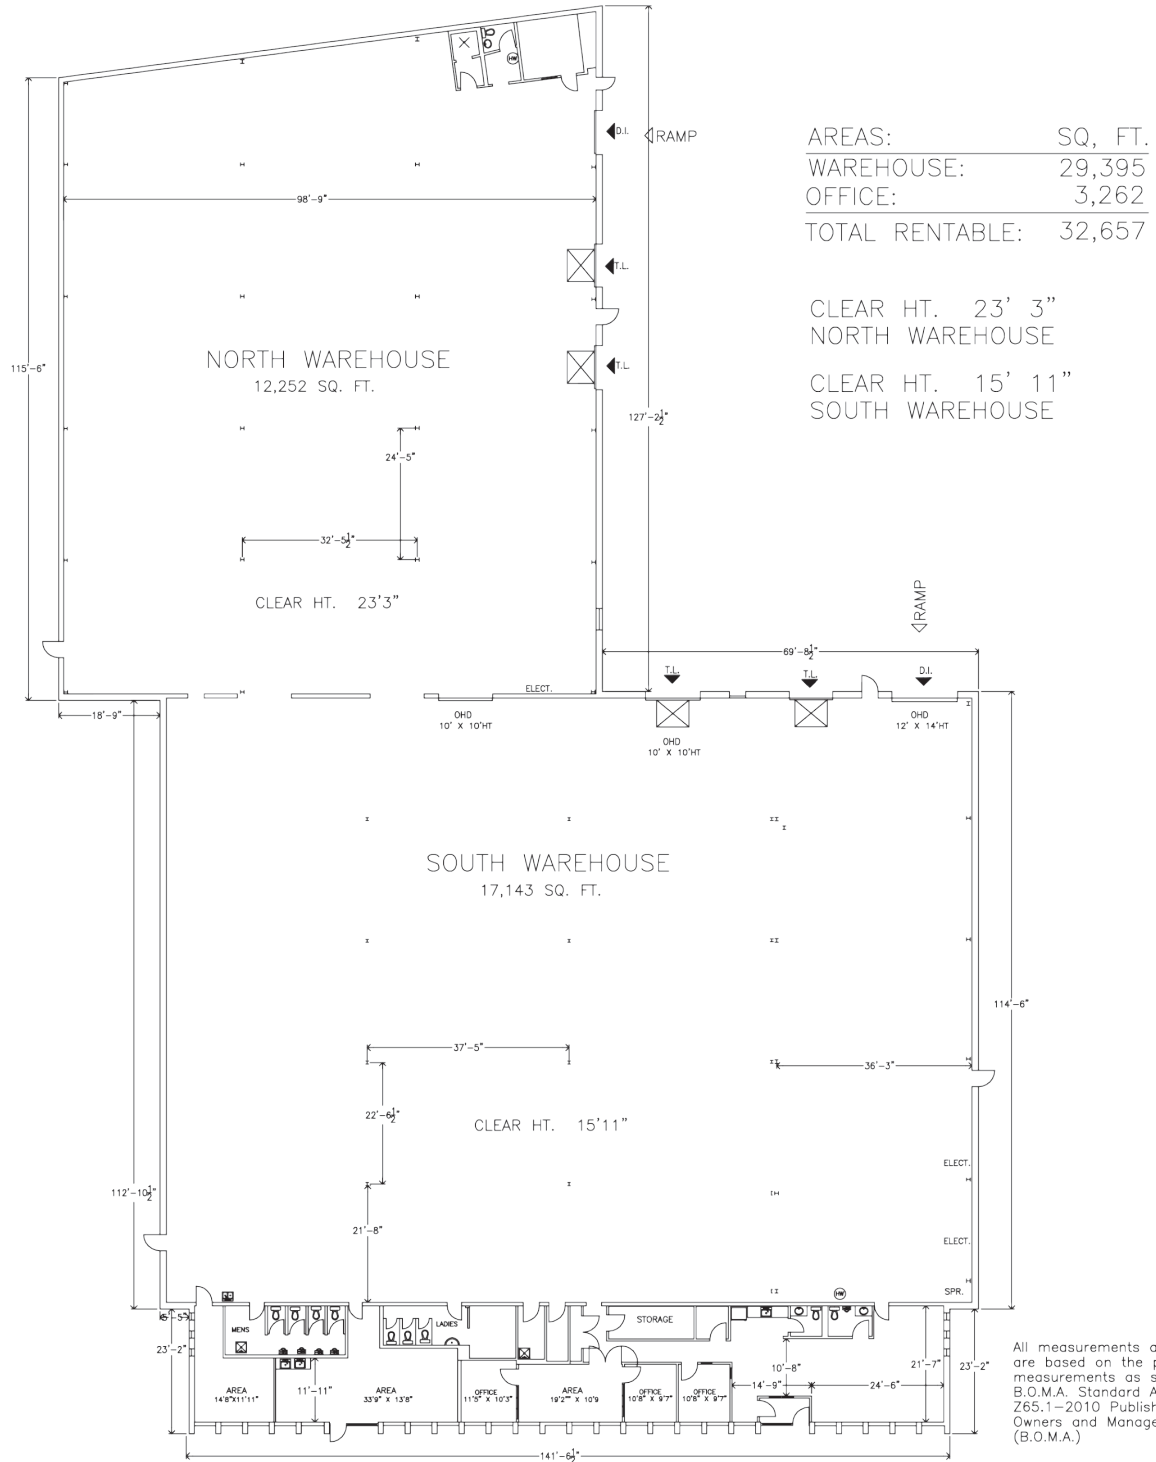 HW
D.I.
RAMP
AREAS: SQ, FT.
WAREHOUSE: 29,395
OFFICE: 3,262
TOTAL RENTABLE: 32,657
98'-9"
T.L.
CLEAR HT. 23' 3"
NORTH WAREHOUSE
NORTH WAREHOUSE
12,252 SQ. FT.
115'-6"
T.L.
CLEAR HT. 15' 11"
SOUTH WAREHOUSE
127'-2½"
24'-5"
32'-5½"
CLEAR HT. 23'3"
RAMP
69'-8½"
T.L.
T.L.
D.I.
ELECT.
18'-9"
OHD
10' X 10'HT
OHD
10' X 10'HT
OHD
12' X 14'HT
SOUTH WAREHOUSE
17,143 SQ. FT.
114'-6"
37'-5"
36'-3"
22'-6½"
CLEAR HT. 15'11"
ELECT.
112'-10½"
21'-8"
ELECT.
SPR.
HW
5'-5"
MENS
LADIES
STORAGE
23'-2"
10'-8"
21'-7"
23'-2"
14'-9"
24'-6"
AREA
14'8"X11'11"
11'-11"
AREA
33'9" X 13'8"
OFFICE
11'5" X 10'3"
AREA
19'2"" X 10'9
OFFICE
10'8" X 9'7"
OFFICE
10'8" X 9'7"
141'-6½"
All measurements a
are based on the p
measurements as s
B.O.M.A. Standard A
Z65.1-2010 Publish
Owners and Manage
(B.O.M.A.)